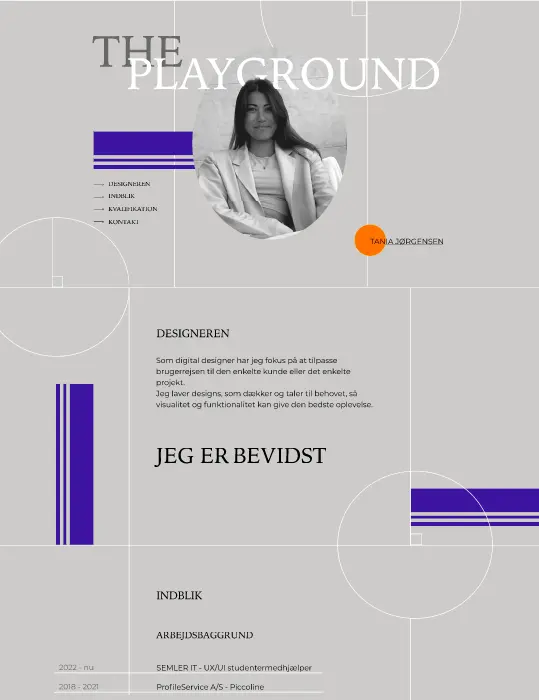 THE
PLAYGROUND
DESIGNEREN
INDBLIK
KVALIFIKATION
KONTAKT
TANIA JØRGENSEN
DESIGNEREN
Som digital designer har jeg fokus på at tilpasse
brugerrejsen til den enkelte kunde eller det enkelte
projekt.
Jeg laver designs, som dækker og taler til behovet, så
visualitet og funktionalitet kan give den bedste oplevelse.
JEG ER BEVIDST
INDBLIK
ARBEJDSBAGGRUND
2022 - nu SEMLER IT - UX/UI studentermedhjælper
2018 - 2021 ProfileService A/S - Piccoline